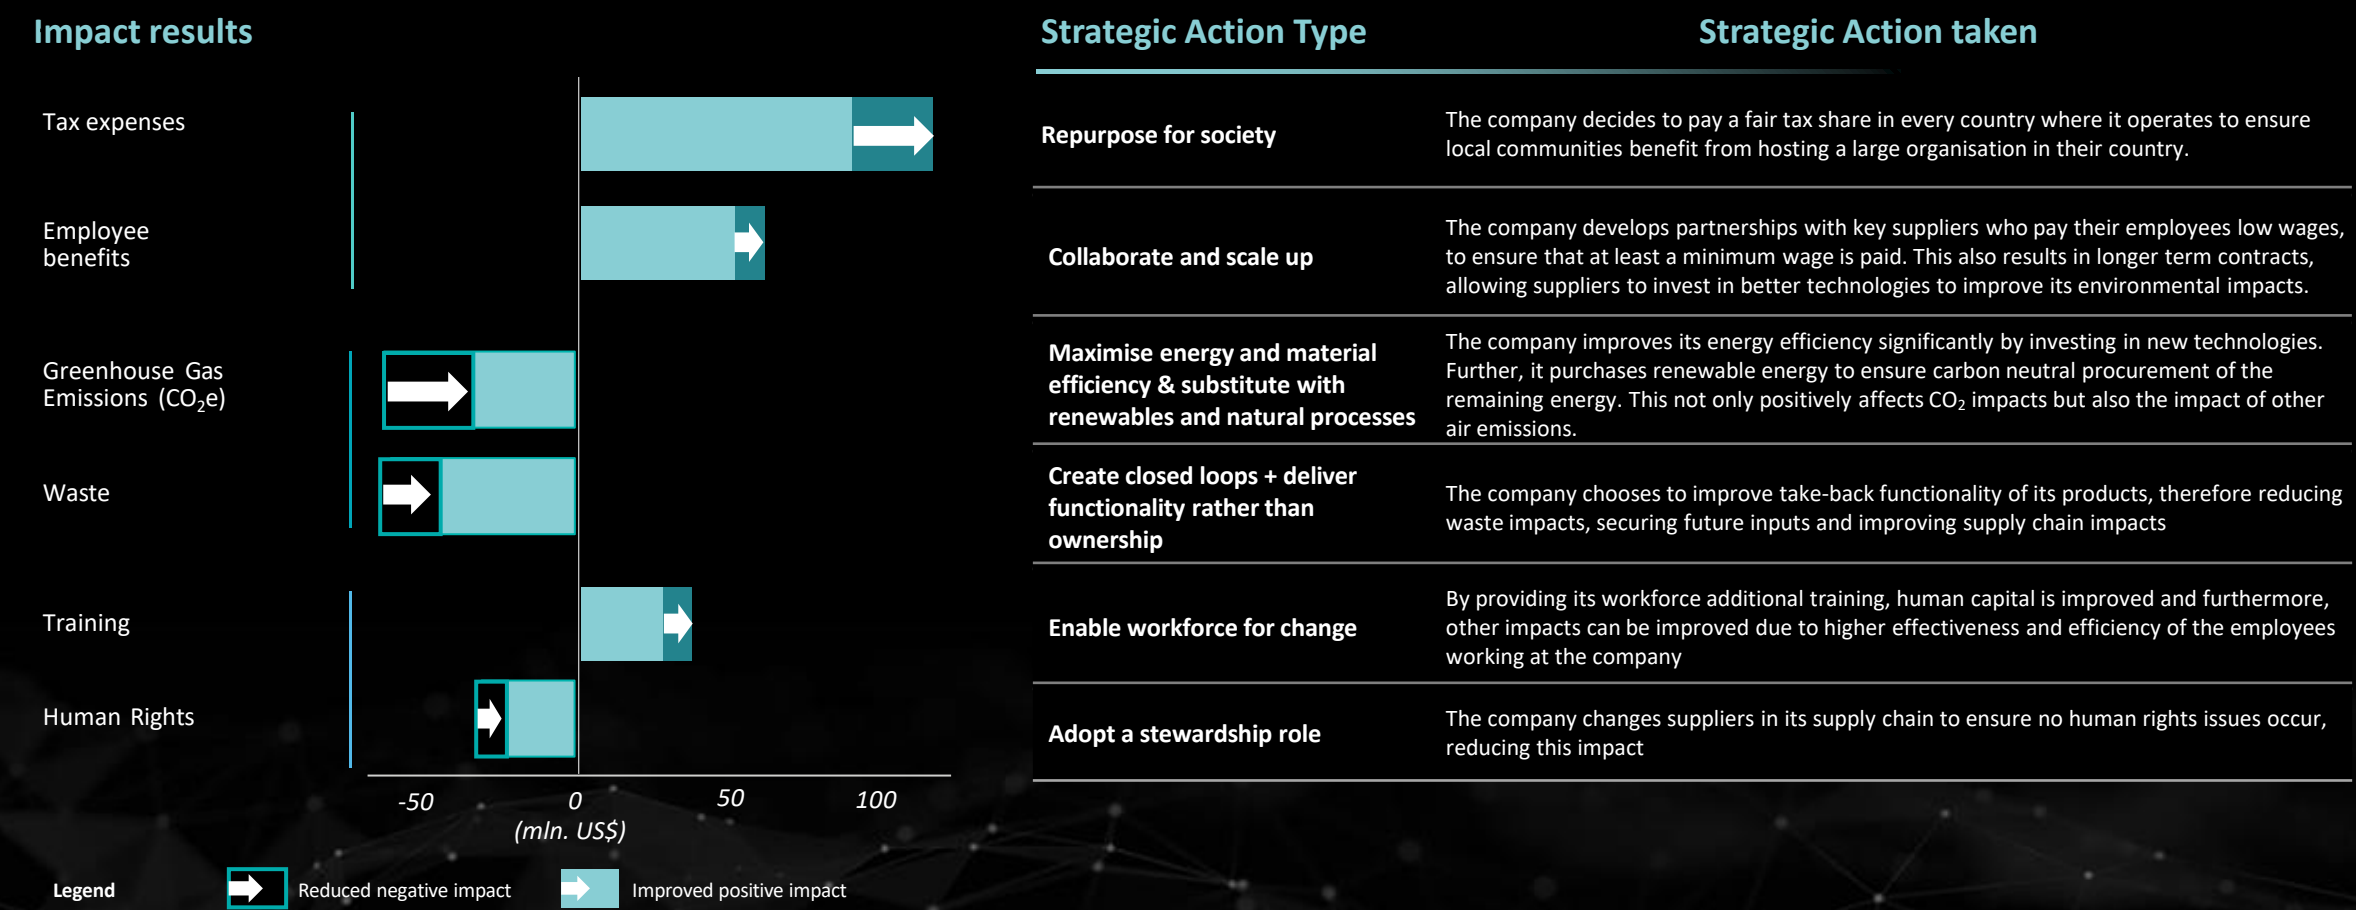 Impact results
Strategic Action Type
Strategic Action taken
Tax expenses
Repurpose for society
The company decides to pay a fair tax share in every country where it operates to ensure
local communities benefit from hosting a large organisation in their country.
Employee
benefits
Collaborate and scale up
The company develops partnerships with key suppliers who pay their employees low wages,
to ensure that at least a minimum wage is paid. This also results in longer term contracts,
allowing suppliers to invest in better technologies to improve its environmental impacts.
Greenhouse Gas
Emissions (CO₂e)
Maximise energy and material
efficiency & substitute with
renewables and natural processes
The company improves its energy efficiency significantly by investing in new technologies.
Further, it purchases renewable energy to ensure carbon neutral procurement of the
remaining energy. This not only positively affects CO₂ impacts but also the impact of other
air emissions.
Waste
Create closed loops + deliver
functionality rather than
ownership
The company chooses to improve take-back functionality of its products, therefore reducing
waste impacts, securing future inputs and improving supply chain impacts
Training
Enable workforce for change
By providing its workforce additional training, human capital is improved and furthermore,
other impacts can be improved due to higher effectiveness and efficiency of the employees
working at the company
Human Rights
Adopt a stewardship role
The company changes suppliers in its supply chain to ensure no human rights issues occur,
reducing this impact
-50 0 50 100
(mln. US$)
Legend
Reduced negative impact
Improved positive impact